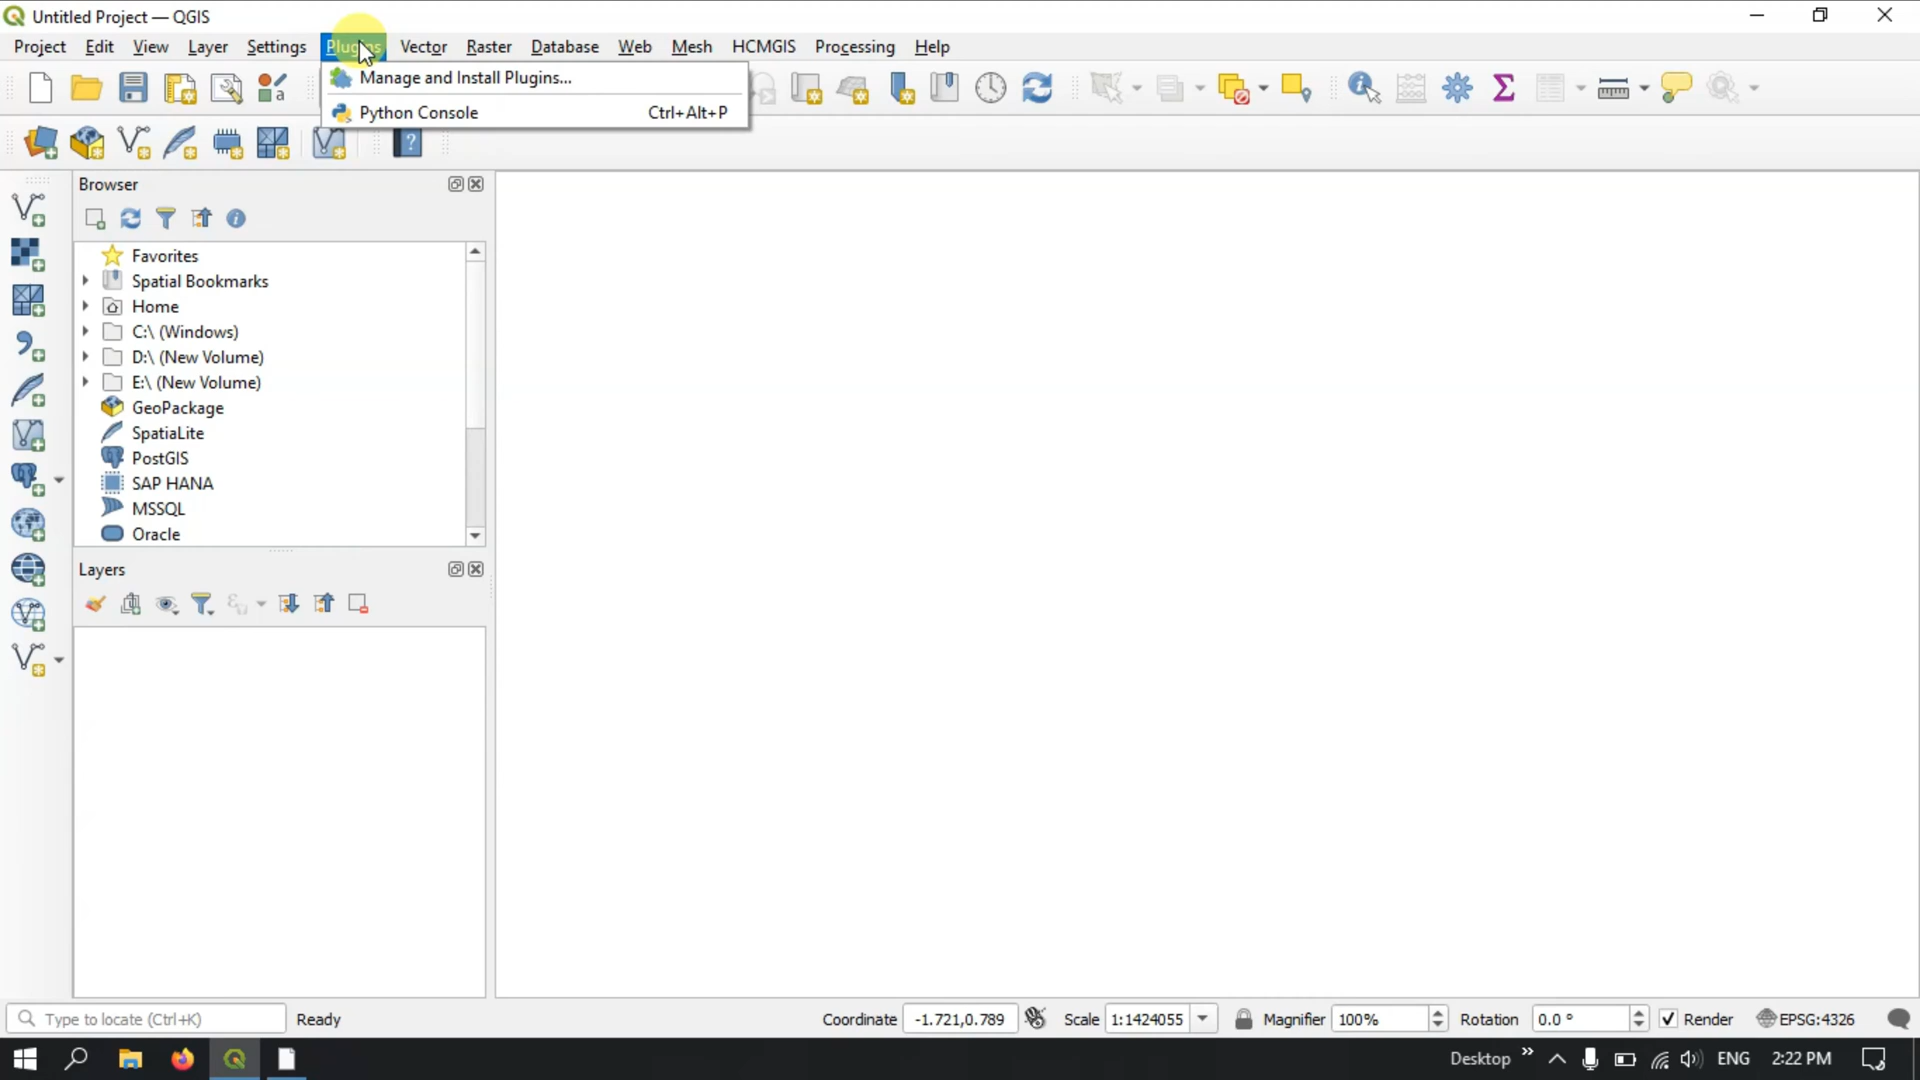 Untitled Project — QGIS
Project Edit View Layer Settings Plugins Vector Raster Database Web Mesh HCMGIS Processing Help
Manage and Install Plugins...
Python Console Ctrl+Alt+P
Browser
Favorites
Spatial Bookmarks
Home
C:\ (Windows)
D:\ (New Volume)
E:\ (New Volume)
GeoPackage
SpatiaLite
PostGIS
SAP HANA
MSSQL
Oracle
Layers
Type to locate (Ctrl+K) Ready Coordinate -1.721,0.789 Scale 1:1424055 Magnifier 100% Rotation 0.0 ° Render EPSG:4326
Desktop » ENG 2:22 PM